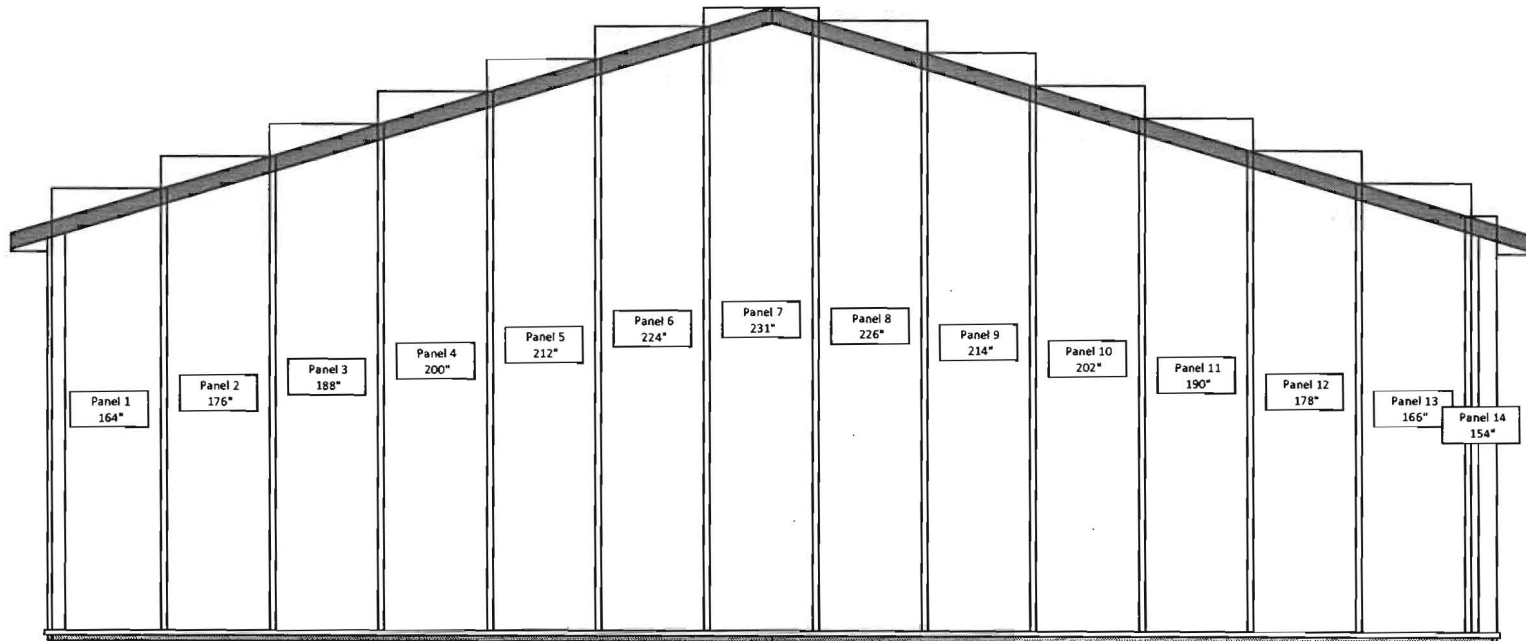 Panel 1
164"
Panel 2
176"
Panel 3
188"
Panel 4
200"
Panel 5
212"
Panel 6
224"
Panel 7
231"
Panel 8
226"
Panel 9
214"
Panel 10
202"
Panel 11
190"
Panel 12
178"
Panel 13
166"
Panel 14
154"